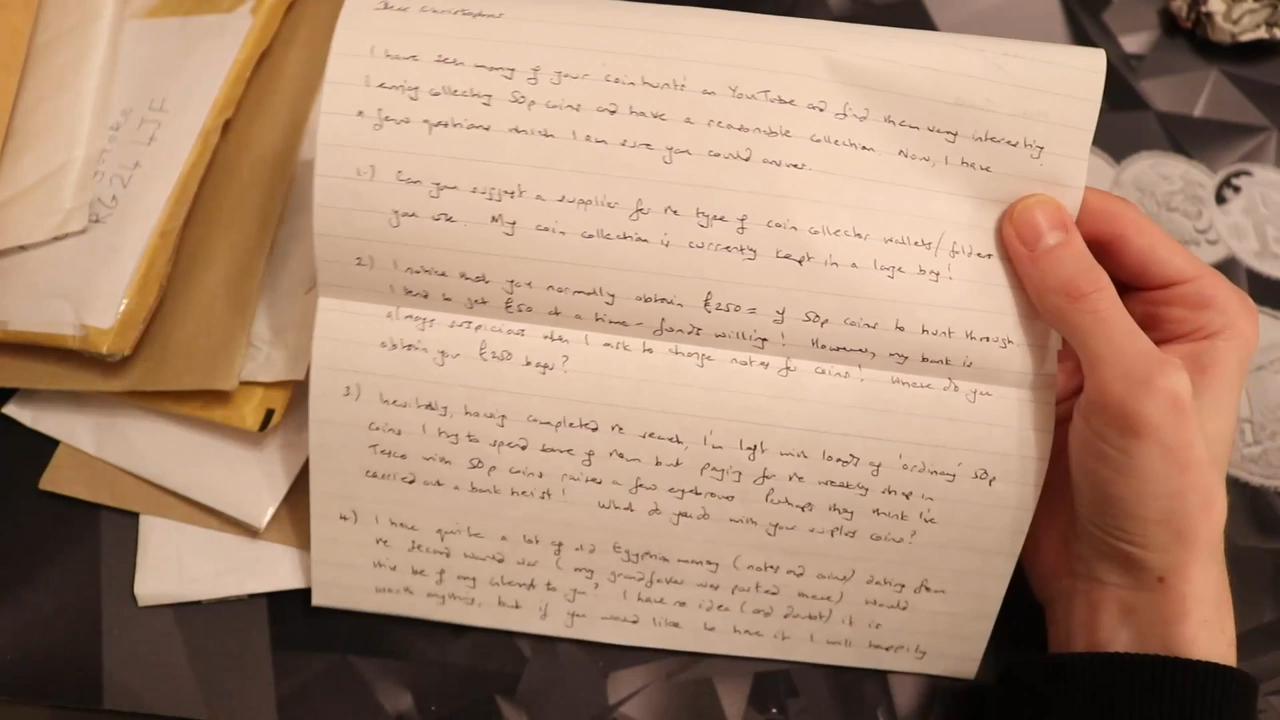 Dear Christopher
I have seen many of your coin hunts on YouTube and find them very interesting.
I enjoy collecting 50p coins and have a reasonable collection. Now, I have
a few questions which I am sure you could answer.
1.) Can you suggest a supplier for the type of coin collector wallets/folders
you use. My coin collection is currently kept in a large bag!
2.) I notice that you normally obtain £250= of 50p coins to hunt through.
I tend to get £50 at a time - funds willing! However, my bank is
always suspicious when I ask to change notes for coins! Where do you
obtain your £250 bags?
3.) Inevitably, having completed the search, I'm left with loads of 'ordinary' 50p
coins. I try to spend some of them but paying for the weekly shop in
Tesco with 50p coins raises a few eyebrows. Perhaps they think I've
carried out a bank heist! What do you do with your surplus coins?
4.) I have quite a lot of old Egyptian money (notes and coins) dating from
the second world war (my grandfather was posted there) would
this be of any interest to you? I have no idea (and doubt) it is
worth anything, but if you would like to have it I will happily
Stoke
RG24 4JF